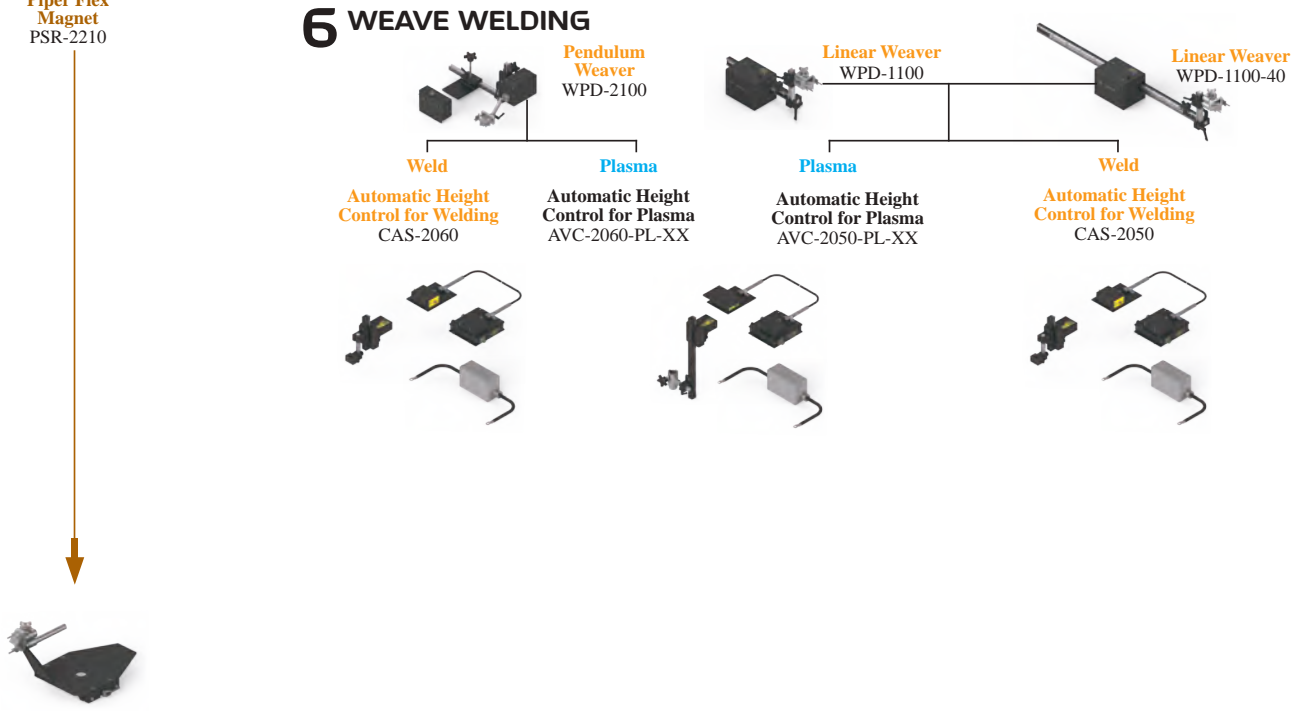 Piper Flex
Magnet
PSR-2210
6 WEAVE WELDING
Pendulum
Weaver
WPD-2100
Linear Weaver
WPD-1100
Linear Weaver
WPD-1100-40
Weld
Plasma
Plasma
Weld
Automatic Height
Control for Welding
CAS-2060
Automatic Height
Control for Plasma
AVC-2060-PL-XX
Automatic Height
Control for Plasma
AVC-2050-PL-XX
Automatic Height
Control for Welding
CAS-2050